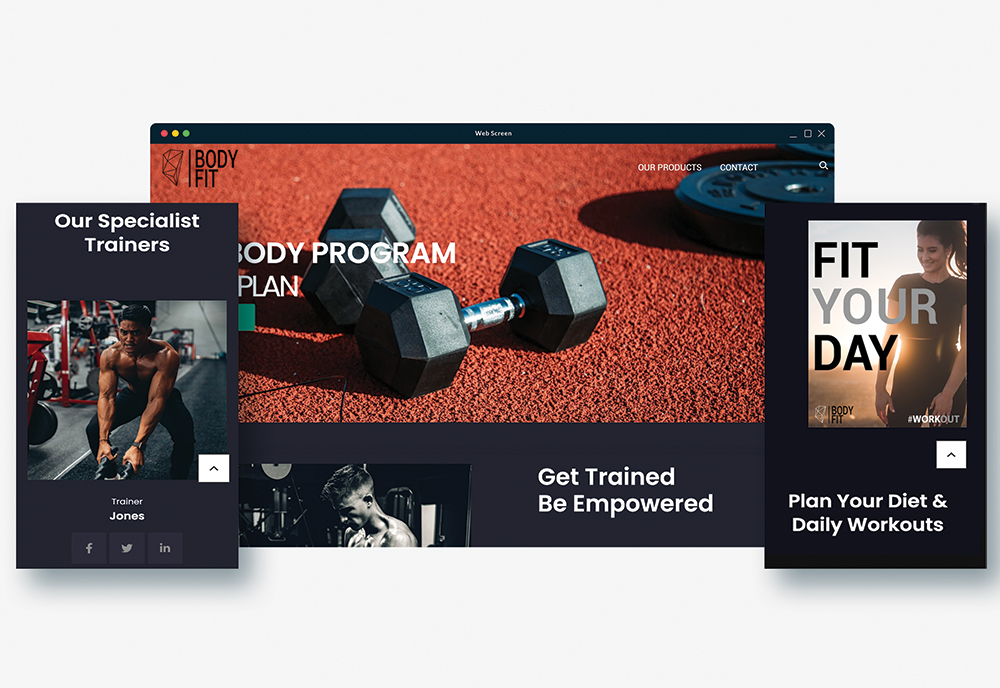 Web Screen
BODY
FIT
OUR PRODUCTS
CONTACT
BODY PROGRAM
PLAN
Get Trained
Be Empowered
Our Specialist
Trainers
Trainer
Jones
f
in
FIT
YOUR
DAY
BODY
FIT
#WORKOUT
Plan Your Diet &
Daily Workouts